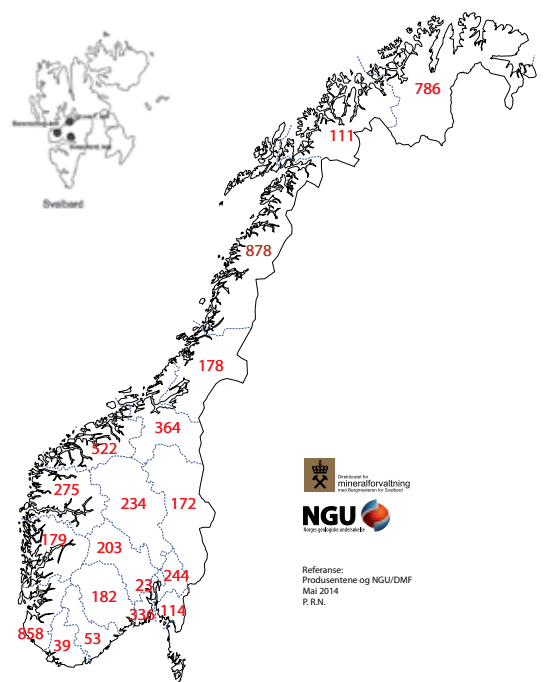 786
111
878
178
364
522
275
234
172
179
203
244
23
182
336
114
858
39
53
Svalbard
Direktoratet for
mineralforvaltning
med Bergmesteren for Svalbard
NGU
Norges geologiske undersøkelse
Referanse:
Produsentene og NGU/DMF
Mai 2014
P. R.N.